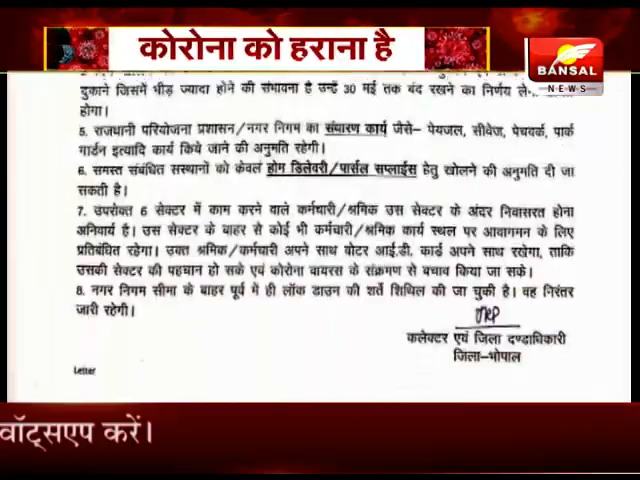 कोरोना को हराना है
BANSAL
NEWS
दुकाने जिसमें भीड़ ज्यादा होने की संभावना है उन्हें 30 मई तक बंद रखने का निर्णय
होगा।
5. राजधानी परियोजना प्रशासन/नगर निगम का संधारण कार्य जैसे– पेयजल, सीवेज, पेचवर्क, पार्क
गार्डन इत्यादि कार्य किये जाने की अनुमति रहेगी।
6. समस्त संबंधित सस्थानों को केवल होम डिलेवरी/पार्सल सप्लाईस हेतु खोलने की अनुमति दी जा
सकती है।
7. उपरोक्त 6 सेक्टर में काम करने वाले कर्मचारी/श्रमिक उस सेक्टर के अंदर निवासरत होना
अनिवार्य है। उस सेक्टर के बाहर से कोई भी कर्मचारी/श्रमिक कार्य स्थल पर आवागमन के लिए
प्रतिबंधित रहेगा। उक्त श्रमिक/कर्मचारी अपने साथ वोटर आई.डी. कार्ड अपने साथ रखेगा, ताकि
उसकी सेक्टर की पहचान हो सके एवं कोरोना वायरस के संक्रमण से बचाव किया जा सके।
8. नगर निगम सीमा के बाहर पूर्व में ही लॉक डाउन की शर्ते शिथिल की जा चुकी है। वह निरंतर
जारी रहेगी।
कलेक्टर एवं जिला दण्डाधिकारी
जिला–भोपाल
Letter
वॉट्सएप करें।